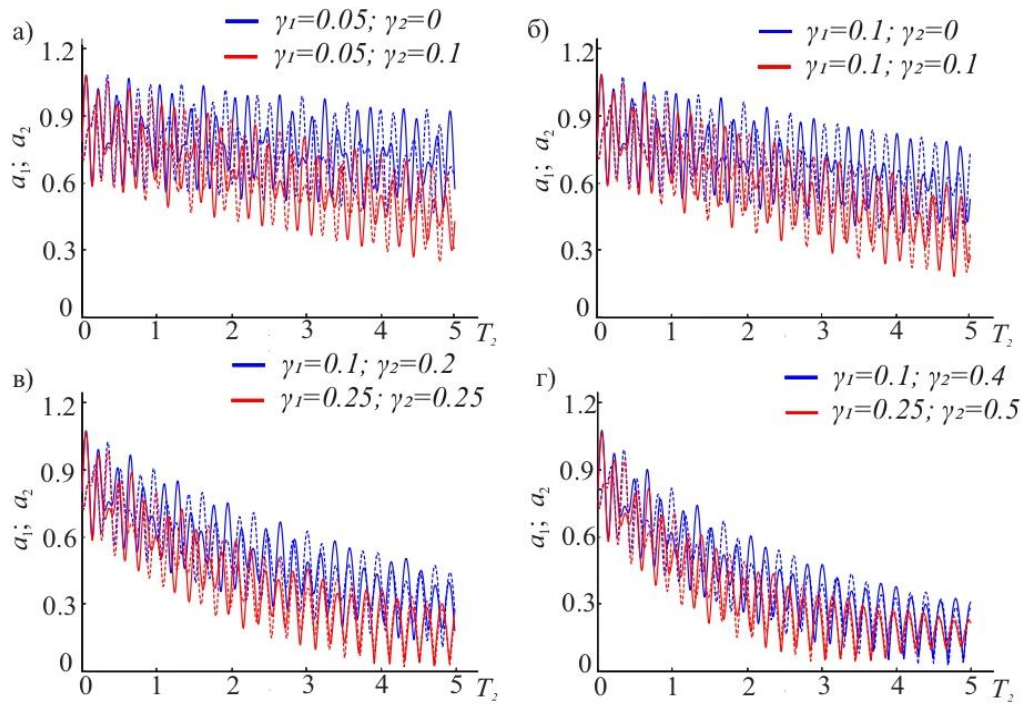 а)
γ₁=0.05; γ₂=0
γ₁=0.05; γ₂=0.1
1.2
0.9
0.6
0.3
0
a₁; a₂
0 1 2 3 4 5 T₂
б)
γ₁=0.1; γ₂=0
γ₁=0.1; γ₂=0.1
1.2
0.9
0.6
0.3
0
a₁; a₂
0 1 2 3 4 5 T₂
в)
γ₁=0.1; γ₂=0.2
γ₁=0.25; γ₂=0.25
1.2
0.9
0.6
0.3
0
a₁; a₂
0 1 2 3 4 5 T₂
г)
γ₁=0.1; γ₂=0.4
γ₁=0.25; γ₂=0.5
1.2
0.9
0.6
0.3
0
a₁; a₂
0 1 2 3 4 5 T₂